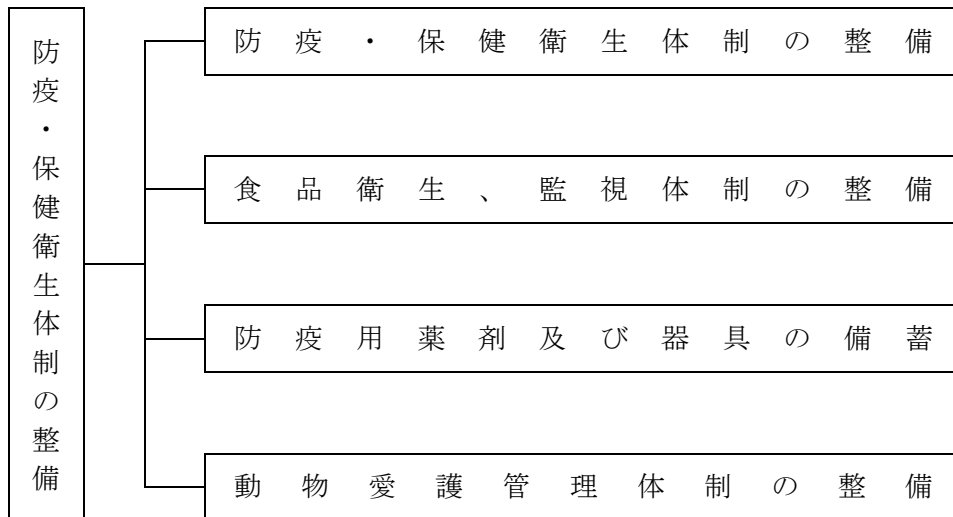 防疫・保健衛生体制の整備
防疫・保健衛生体制の整備
食品衛生、監視体制の整備
防疫用薬剤及び器具の備蓄
動物愛護管理体制の整備